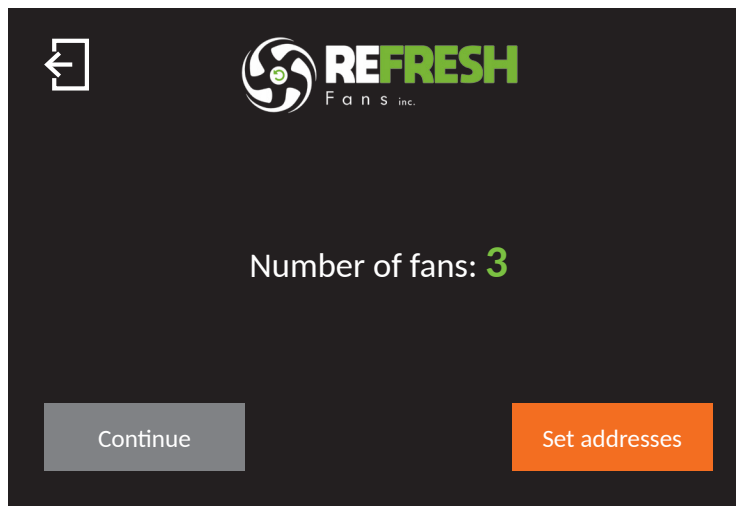 REFRESH
Fans inc.
Number of fans: 3
Continue
Set addresses